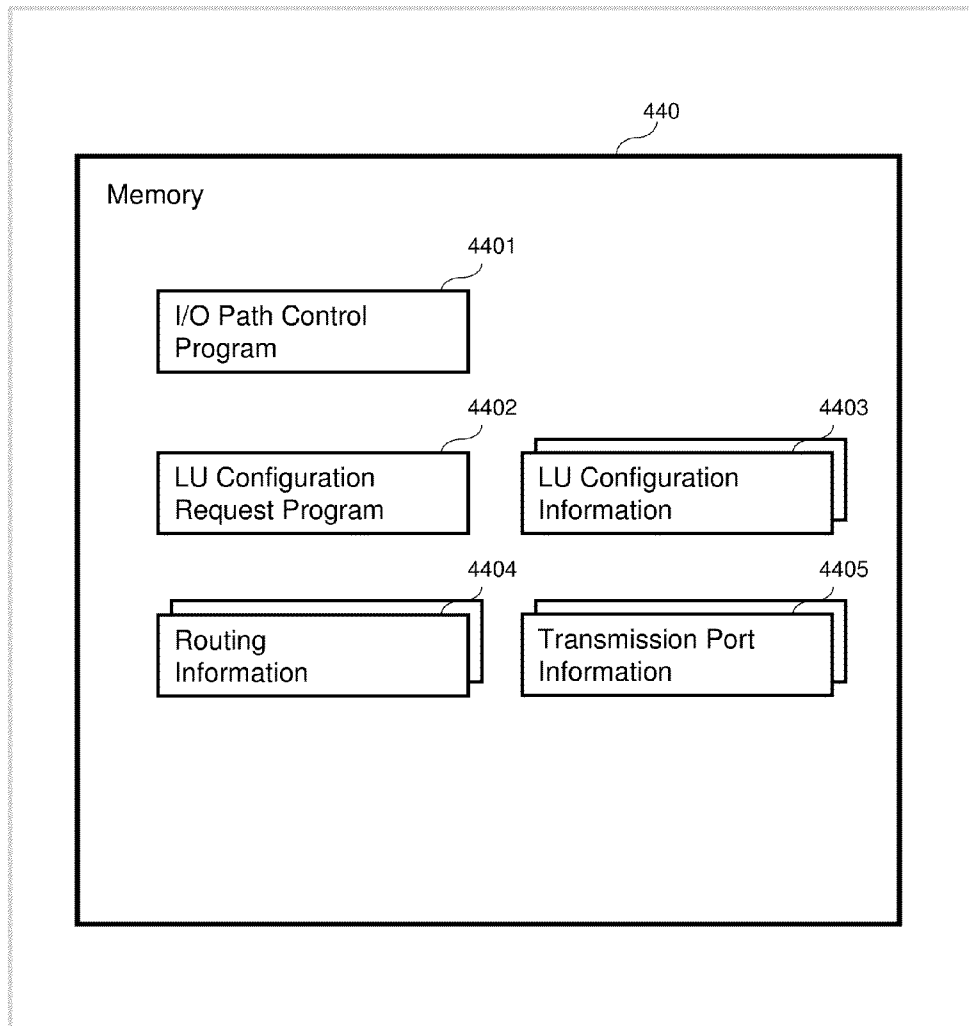 440
Memory
4401
I/O Path Control
Program
4402
LU Configuration
Request Program
4403
LU Configuration
Information
4404
Routing
Information
4405
Transmission Port
Information